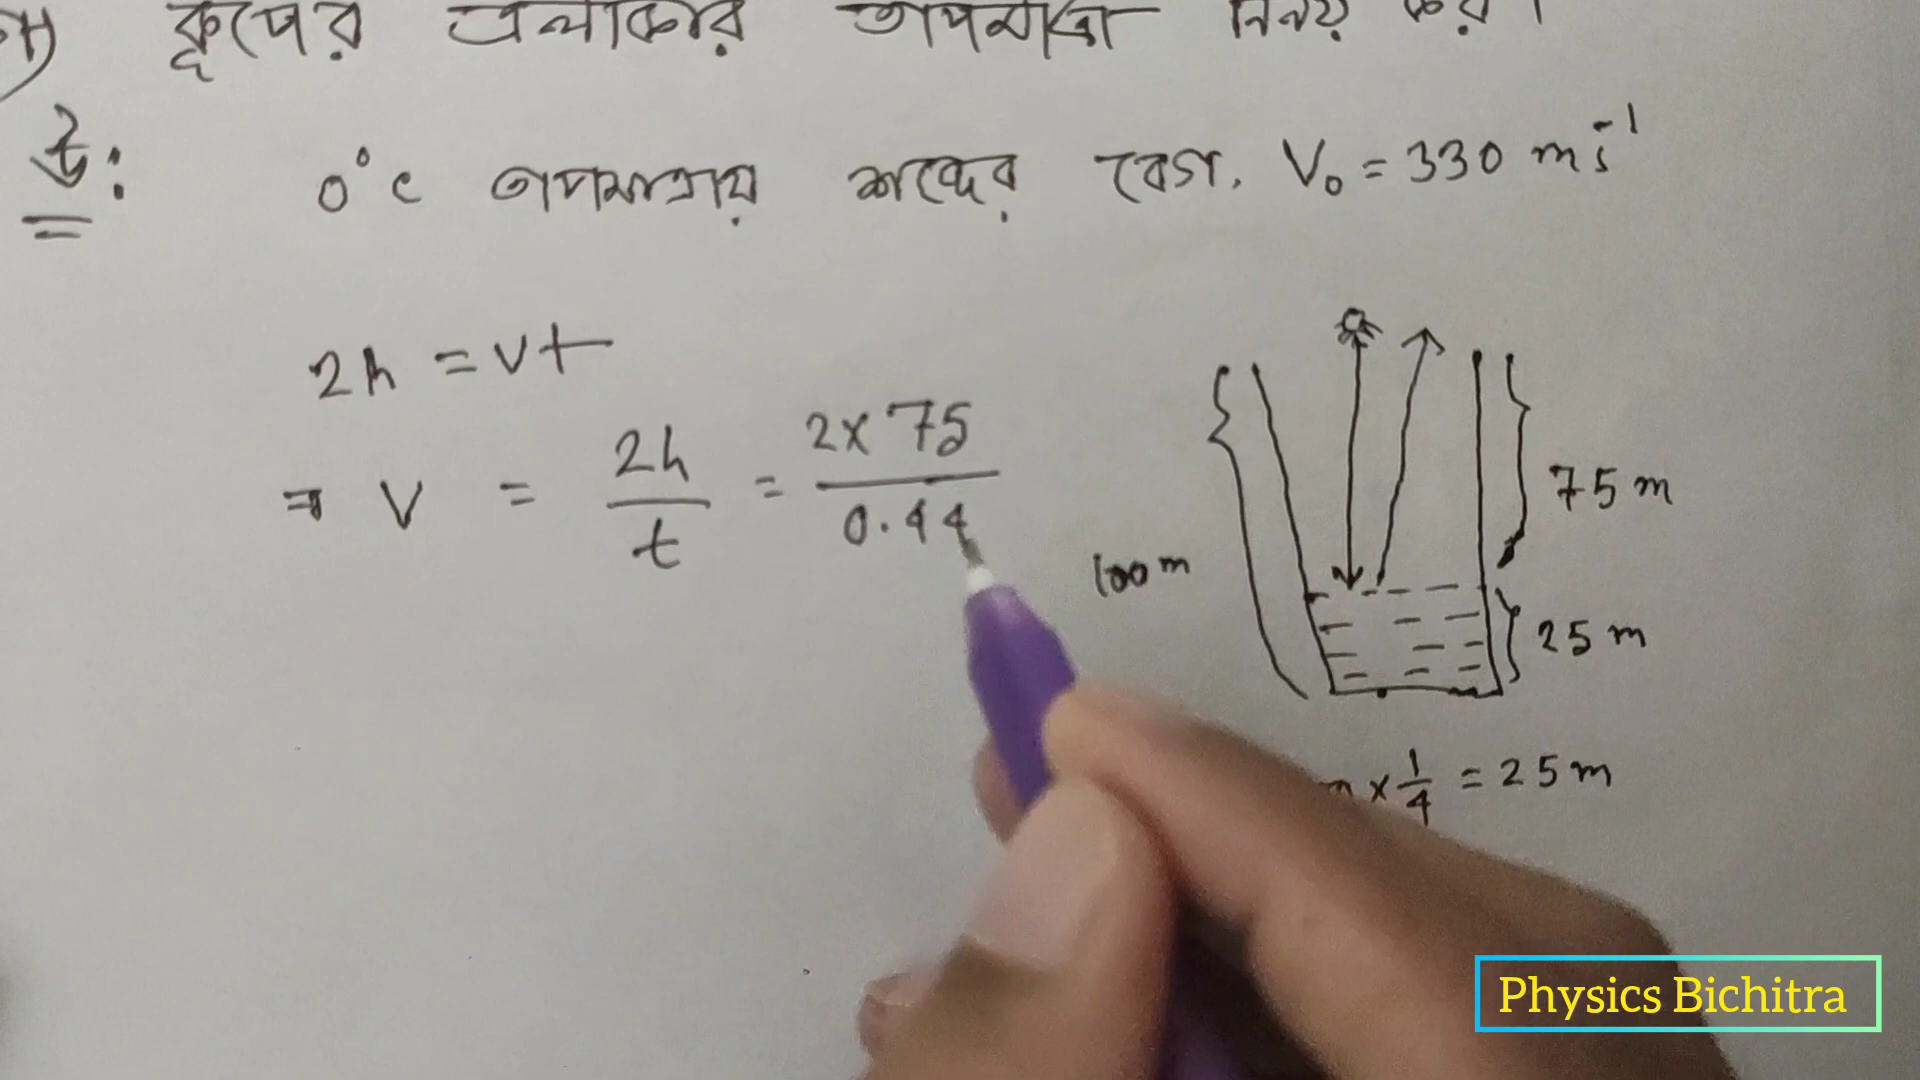 কূপের এলাকার তাপমাত্রা নির্ণয় কর।
উ: 0°C তাপমাত্রায় শব্দের বেগ, V₀ = 330 ms⁻¹
2h = vt
⇒ V = 2h/t = 2×75/0.44
75 m
100 m
25 m
× 1/4 = 25 m
Physics Bichitra